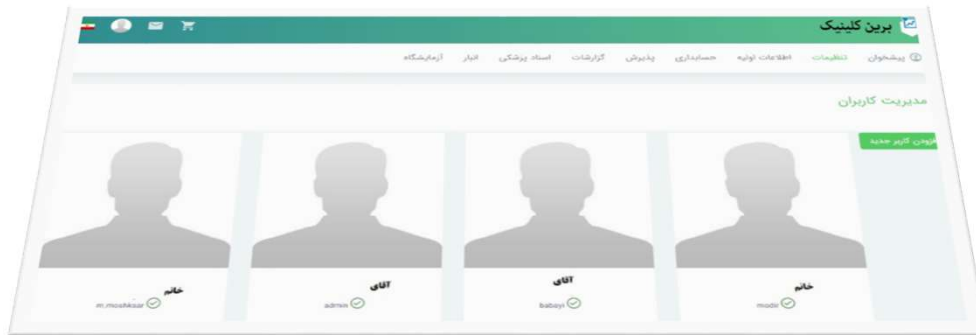 برین کلینیک
پیشخوان تنظیمات اطلاعات اولیه حسابداری پذیرش گزارشات اسناد پزشکی انبار آزمایشگاه
مدیریت کاربران
افزودن کاربر جدید
خانم
modir
آقای
babayi
آقای
admin
خانم
m.moshksar